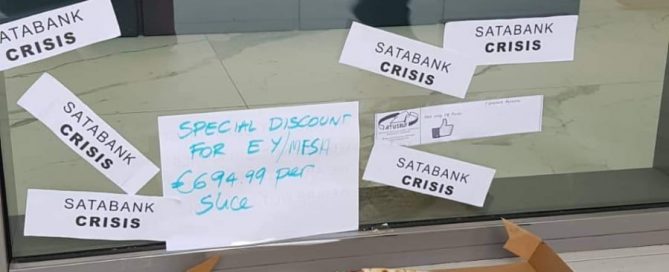 SATABANK
CRISIS
SATABANK
CRISIS
SATABANK
CRISIS
SATABANK
CRISIS
SPECIAL DISCOUNT
FOR EY/MFSA
€694.99 per
Slice
SATABANK
CRISIS
SATABANK
CRISIS